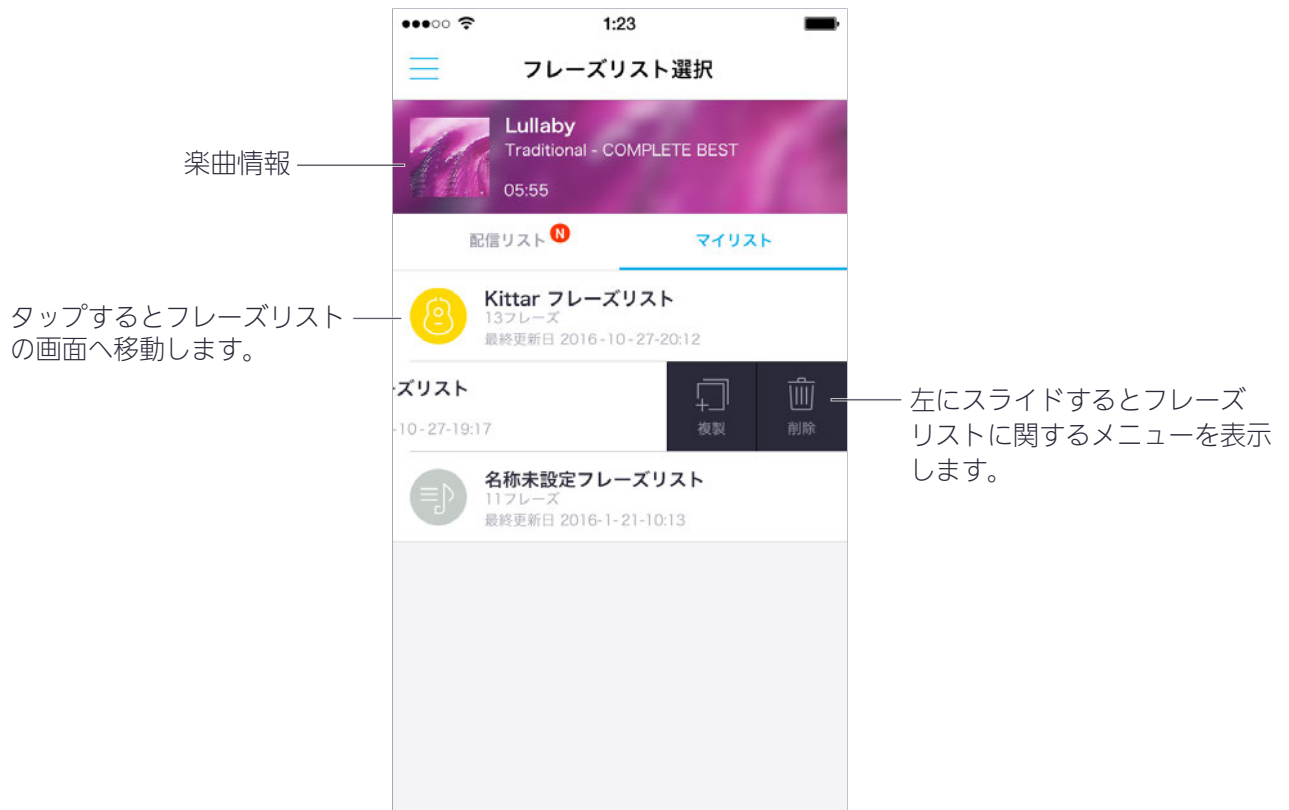 1:23
フレーズリスト選択
楽曲情報
Lullaby
Traditional - COMPLETE BEST
05:55
配信リスト N
マイリスト
タップするとフレーズリスト
の画面へ移動します。
Kittar フレーズリスト
13フレーズ
最終更新日 2016-10-27-20:12
ズリスト
-10-27-19:17
複製
削除
左にスライドするとフレーズ
リストに関するメニューを表示
します。
名称未設定フレーズリスト
11フレーズ
最終更新日 2016-1-21-10:13